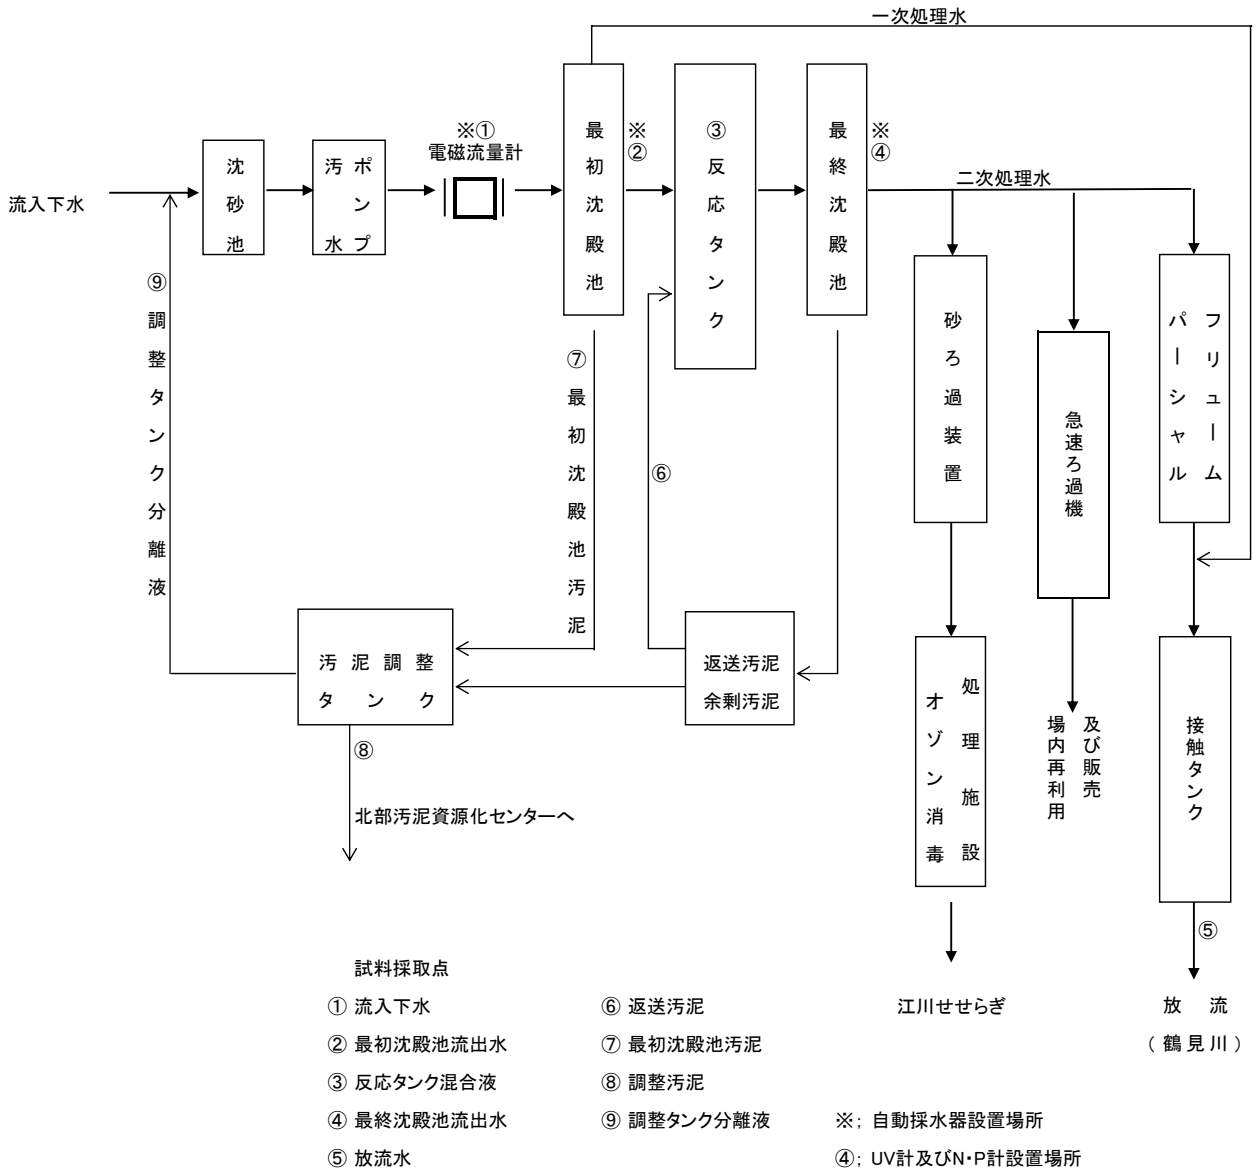 一次処理水
※①
電磁流量計
流入下水
沈砂池
汚水
ポンプ
最初沈殿池
※
②
③
反応タンク
最終沈殿池
※
④
二次処理水
⑨調整タンク分離液
⑦最初沈殿池汚泥
⑥
砂ろ過装置
急速ろ過機
パーシャル
フリューム
汚泥調整
タンク
返送汚泥
余剰汚泥
⑧
北部汚泥資源化センターへ
オゾン消毒
処理施設
場内再利用
及び販売
接触タンク
⑤
江川せせらぎ
放流
(鶴見川)
試料採取点
① 流入下水
② 最初沈殿池流出水
③ 反応タンク混合液
④ 最終沈殿池流出水
⑤ 放流水
⑥ 返送汚泥
⑦ 最初沈殿池汚泥
⑧ 調整汚泥
⑨ 調整タンク分離液
※; 自動採水器設置場所
④; UV計及びN・P計設置場所